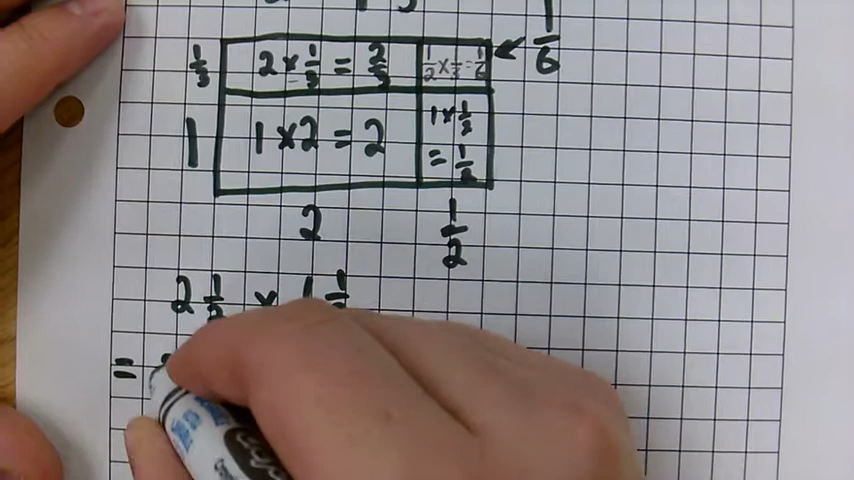 1/3 2 x 1/3 = 2/3 1/2 x 1/3 = 1/6 1/6
1 1 x 2 = 2 1 x 1/2
= 1/2
2 1/2
2 1/2 x 1
=